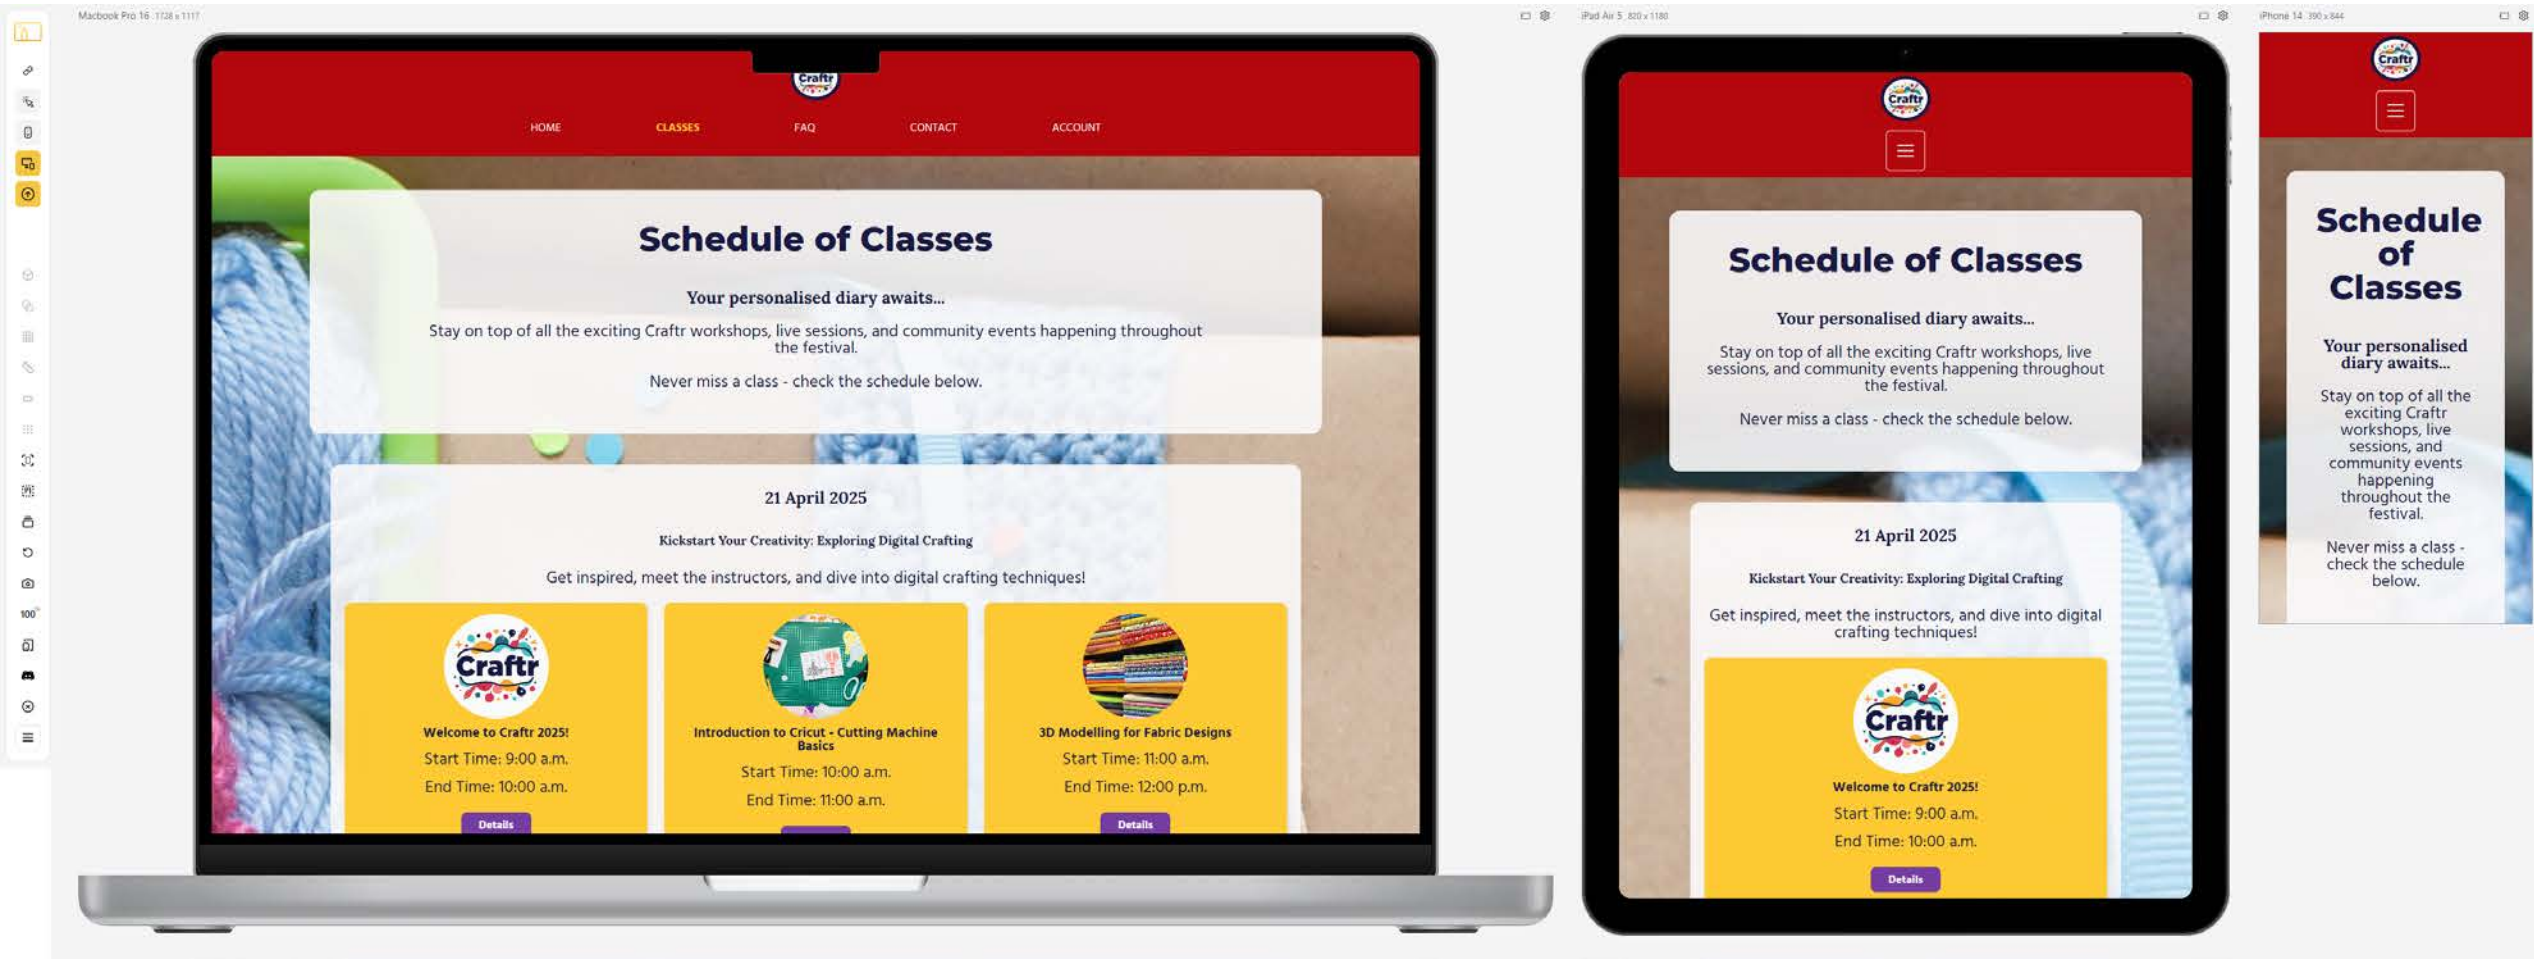 Macbook Pro 16 1728 x 1117
Craftr
HOME CLASSES FAQ CONTACT ACCOUNT
Schedule of Classes
Your personalised diary awaits...
Stay on top of all the exciting Craftr workshops, live sessions, and community events happening throughout
the festival.
Never miss a class - check the schedule below.
21 April 2025
Kickstart Your Creativity: Exploring Digital Crafting
Get inspired, meet the instructors, and dive into digital crafting techniques!
Craftr
Welcome to Craftr 2025!
Start Time: 9:00 a.m.
End Time: 10:00 a.m.
Details
Introduction to Cricut - Cutting Machine
Basics
Start Time: 10:00 a.m.
End Time: 11:00 a.m.
3D Modelling for Fabric Designs
Start Time: 11:00 a.m.
End Time: 12:00 p.m.
Details
iPad Air 5 820 x 1180
Craftr
Schedule of Classes
Your personalised diary awaits...
Stay on top of all the exciting Craftr workshops, live
sessions, and community events happening throughout
the festival.
Never miss a class - check the schedule below.
21 April 2025
Kickstart Your Creativity: Exploring Digital Crafting
Get inspired, meet the instructors, and dive into digital
crafting techniques!
Craftr
Welcome to Craftr 2025!
Start Time: 9:00 a.m.
End Time: 10:00 a.m.
Details
iPhone 14 390 x 844
Craftr
Schedule
of
Classes
Your personalised
diary awaits...
Stay on top of all the
exciting Craftr
workshops, live
sessions, and
community events
happening
throughout the
festival.
Never miss a class -
check the schedule
below.
100%